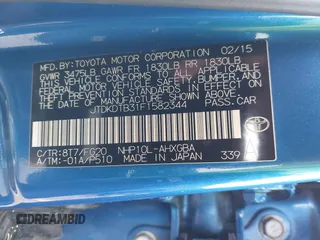 MFD.BY:TOYOTA MOTOR CORPORATION 02/15
GVWR 3475LB GAWR FR 1830LB RR 1830LB
THIS VEHICLE CONFORMS TO ALL APPLICABLE
FEDERAL MOTOR VEHICLE SAFETY, BUMPER, AND
THEFT PREVENTION STANDARDS IN EFFECT ON
THE DATE OF MANUFACTURE SHOWN ABOVE.
JTDKDTB31F1582344
PASS.CAR
C/TR:8T7/FG20 NHP10L-AHXGBA
A/TM:-01A/P510 MADE IN JAPAN 339
DREAMBID